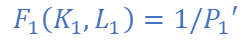 F₁(K₁, L₁) = 1/P₁′